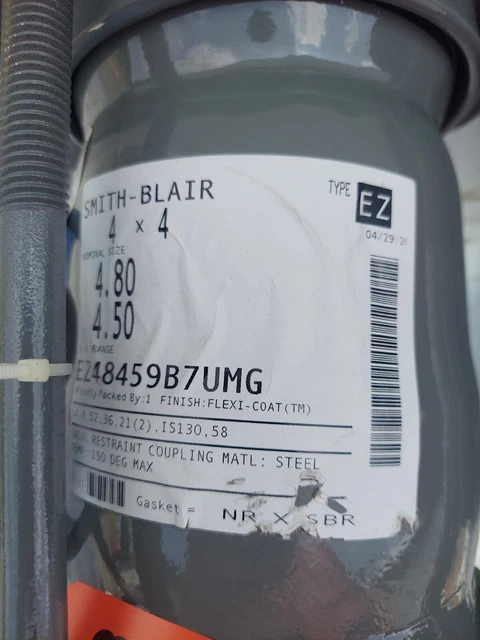 SMITH-BLAIR
TYPE EZ
4 x 4
04/29/20
NOMINAL SIZE
4.80
4.50
RANGE
EZ48459B7UMG
Packed By:1 FINISH:FLEXI-COAT(TM)
52,36,21(2),IS130,58
RESTRAINT COUPLING MATL: STEEL
150 DEG MAX
Gasket = NR X SBR